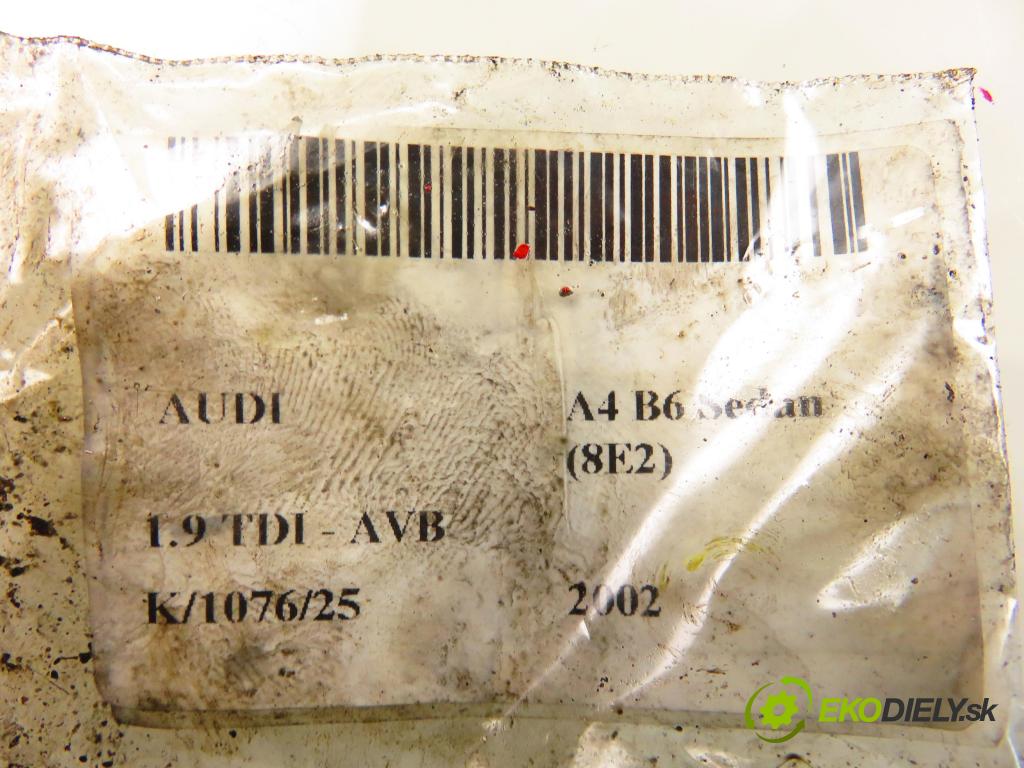 AUDI
A4 B6 Sedan
(8E2)
1.9 TDI - AVB
K/1076/25
2002
EKODIELY.sk